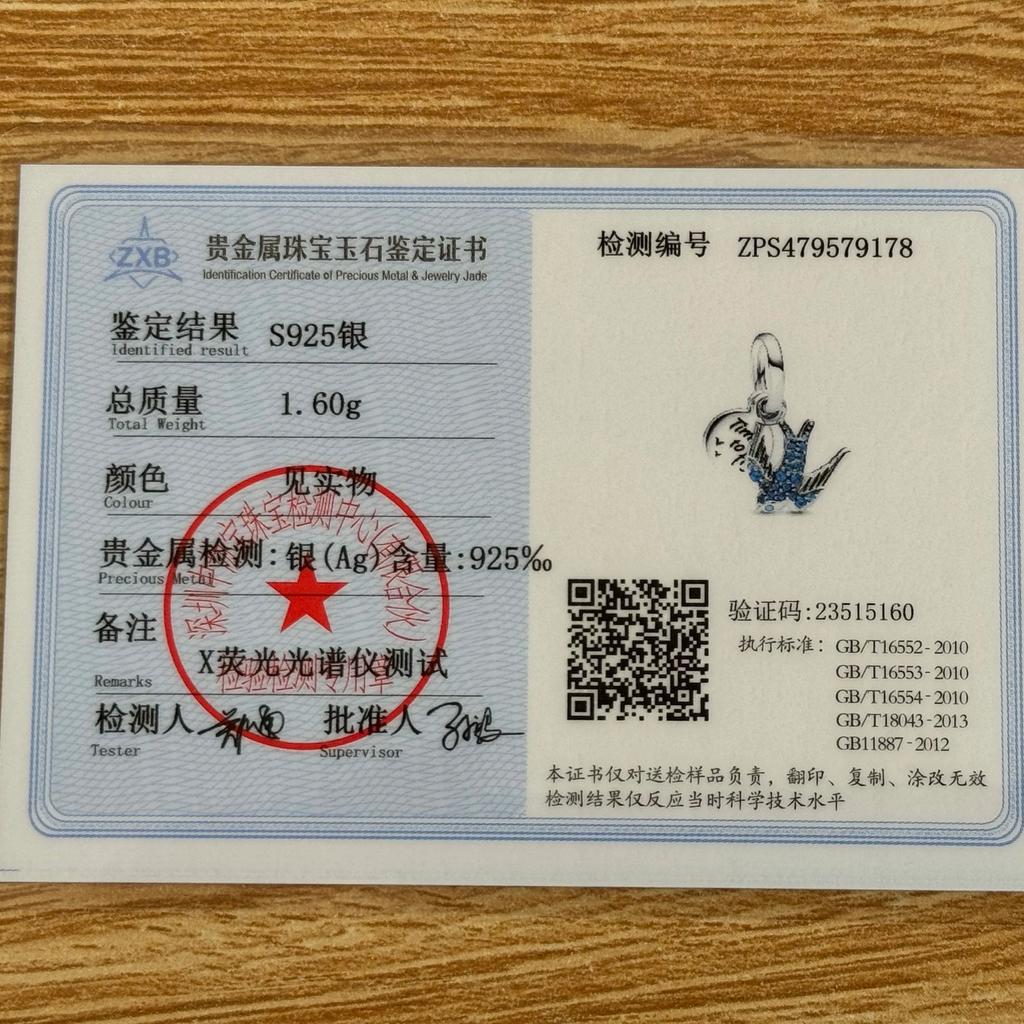 ZXB
贵金属珠宝玉石鉴定证书
Identification Certificate of Precious Metal & Jewelry Jade
鉴定结果 S925银
Identified result
总质量 1.60g
Total Weight
颜色 见实物
Colour
贵金属检测:银(Ag)含量:925‰
Precious Metal
备注
X荧光光谱仪测试
Remarks
检验检测专用章
检测人 批准人
Tester Supervisor
检测编号 ZPS479579178
验证码:23515160
执行标准: GB/T16552-2010
GB/T16553-2010
GB/T16554-2010
GB/T18043-2013
GB11887-2012
本证书仅对送检样品负责，翻印、复制、涂改无效
检测结果仅反应当时科学技术水平